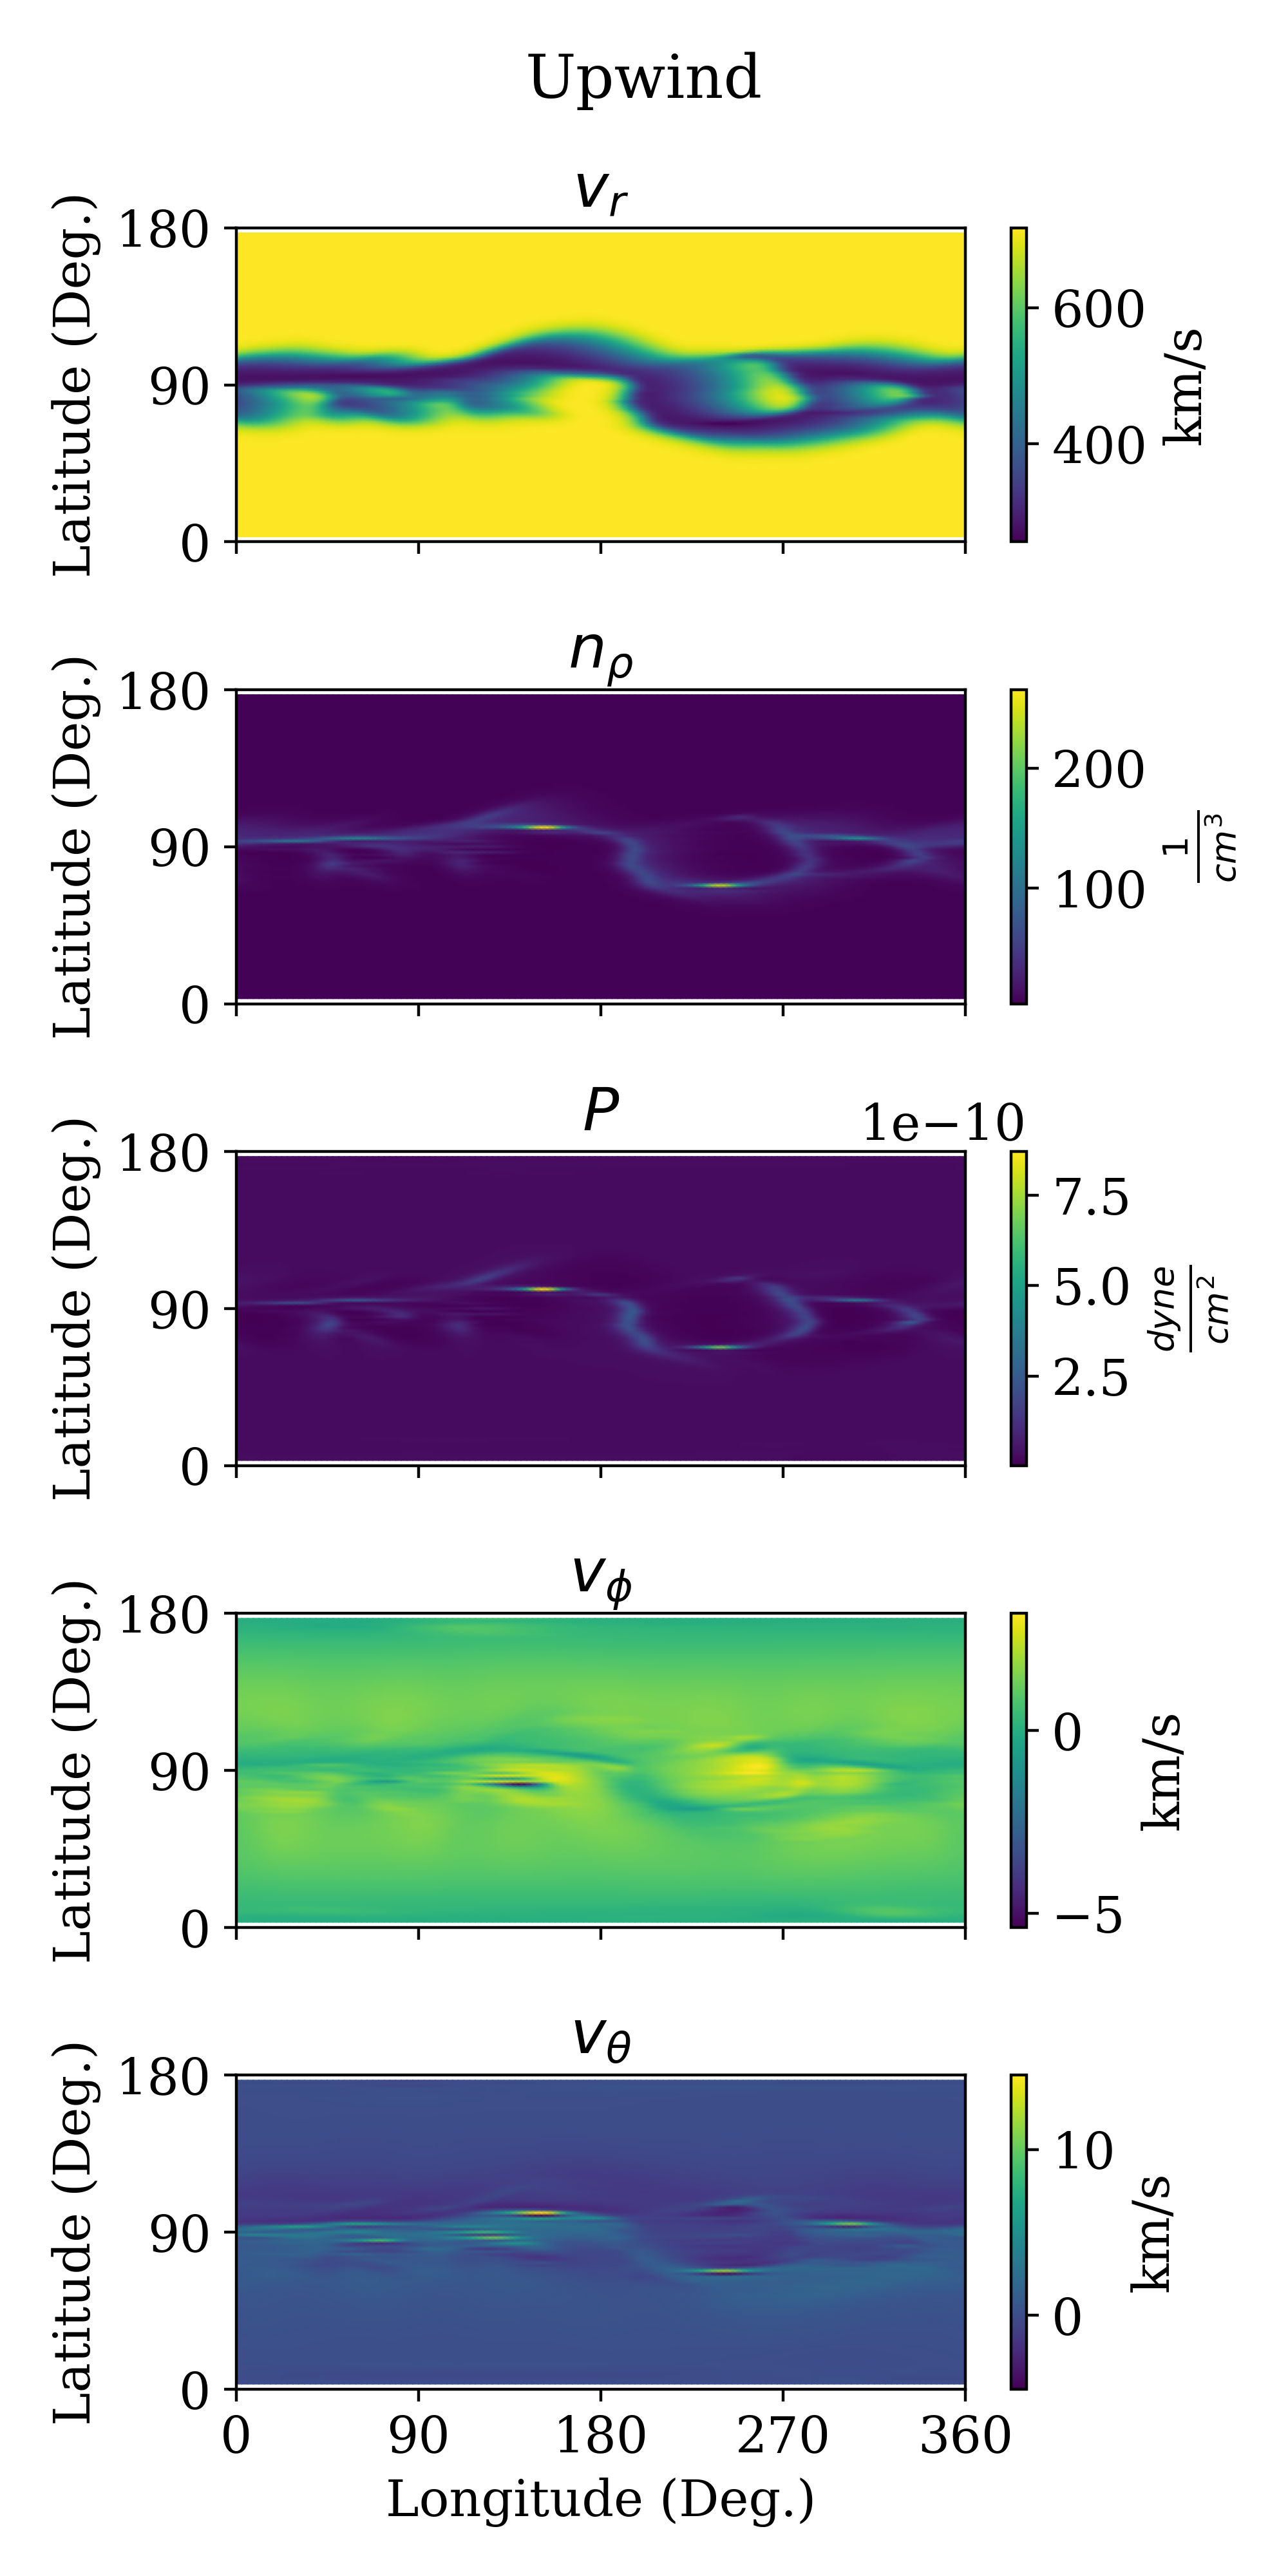 Upwind
v_r
Latitude (Deg.)
180
90
0
600
400
km/s
n_ρ
Latitude (Deg.)
180
90
0
200
100
1/cm³
P
1e−10
Latitude (Deg.)
180
90
0
7.5
5.0
2.5
dyne/cm²
v_ϕ
Latitude (Deg.)
180
90
0
0
−5
km/s
v_θ
Latitude (Deg.)
180
90
0
10
0
km/s
0 90 180 270 360
Longitude (Deg.)